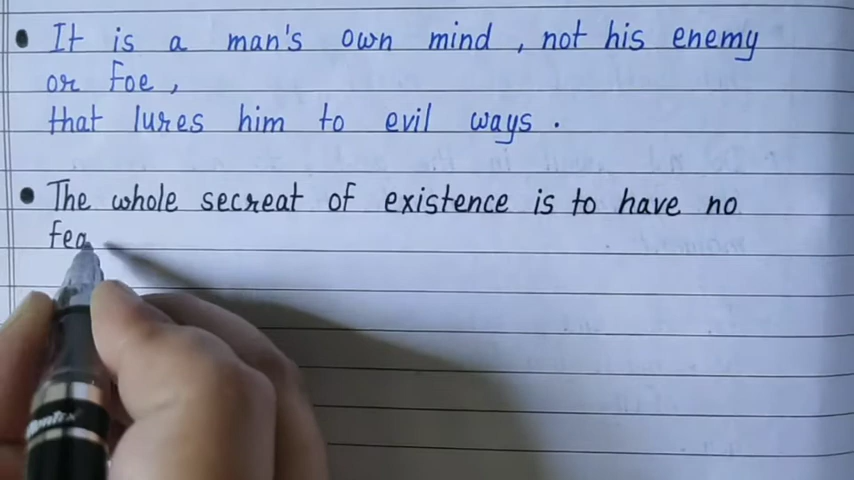 • It is a man's own mind, not his enemy
or foe,
that lures him to evil ways.
• The whole secreat of existence is to have no
fea